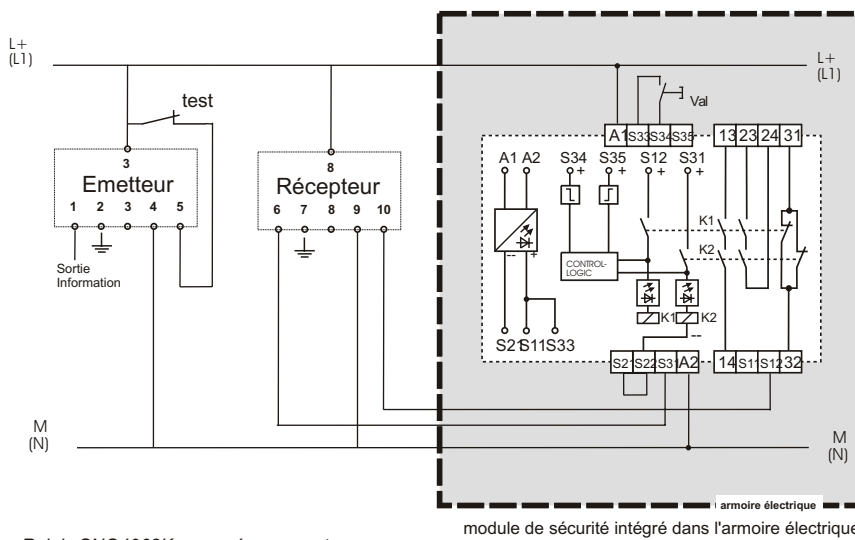 L+
(L1)
L+
(L1)
test
Val
A1 S33 S34 S35
13 23 24 31
3
8
Emetteur
Récepteur
1 2 3 4 5
6 7 8 9 10
A1 A2 S34 S35 S12 S31
+ + + +
K1
K2
CONTROL-
LOGIC
-- +
Sortie
Information
K1 K2
--
S21 S11 S33
S21 S22 S31 A2
14 S11 S12 32
M
(N)
M
(N)
armoire électrique
module de sécurité intégré dans l'armoire électrique